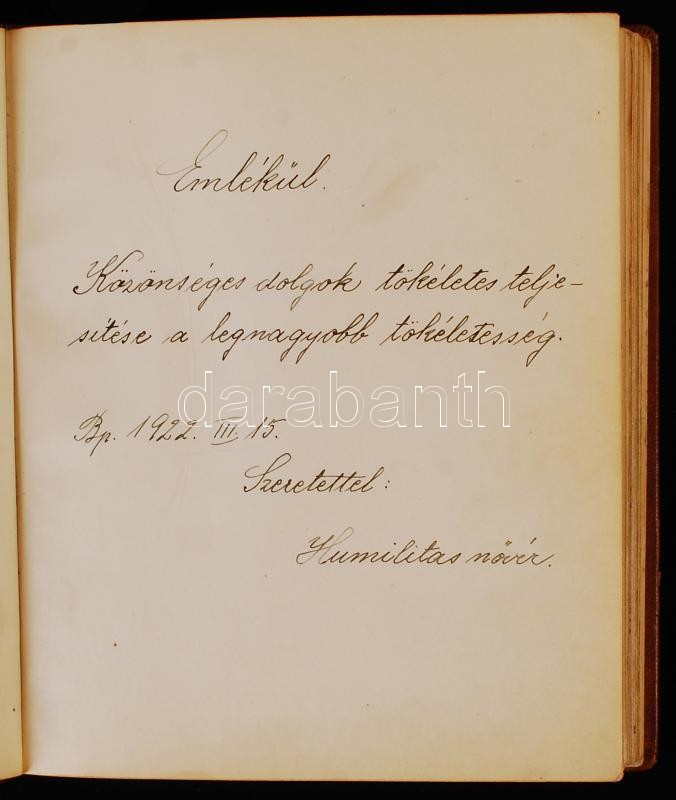 Emlékül.
Közönséges dolgok tökéletes telje-
sítése a legnagyobb tökéletesség.
darabanth
Bp. 1922. III. 15.
Szeretettel:
Humilitas nővér.